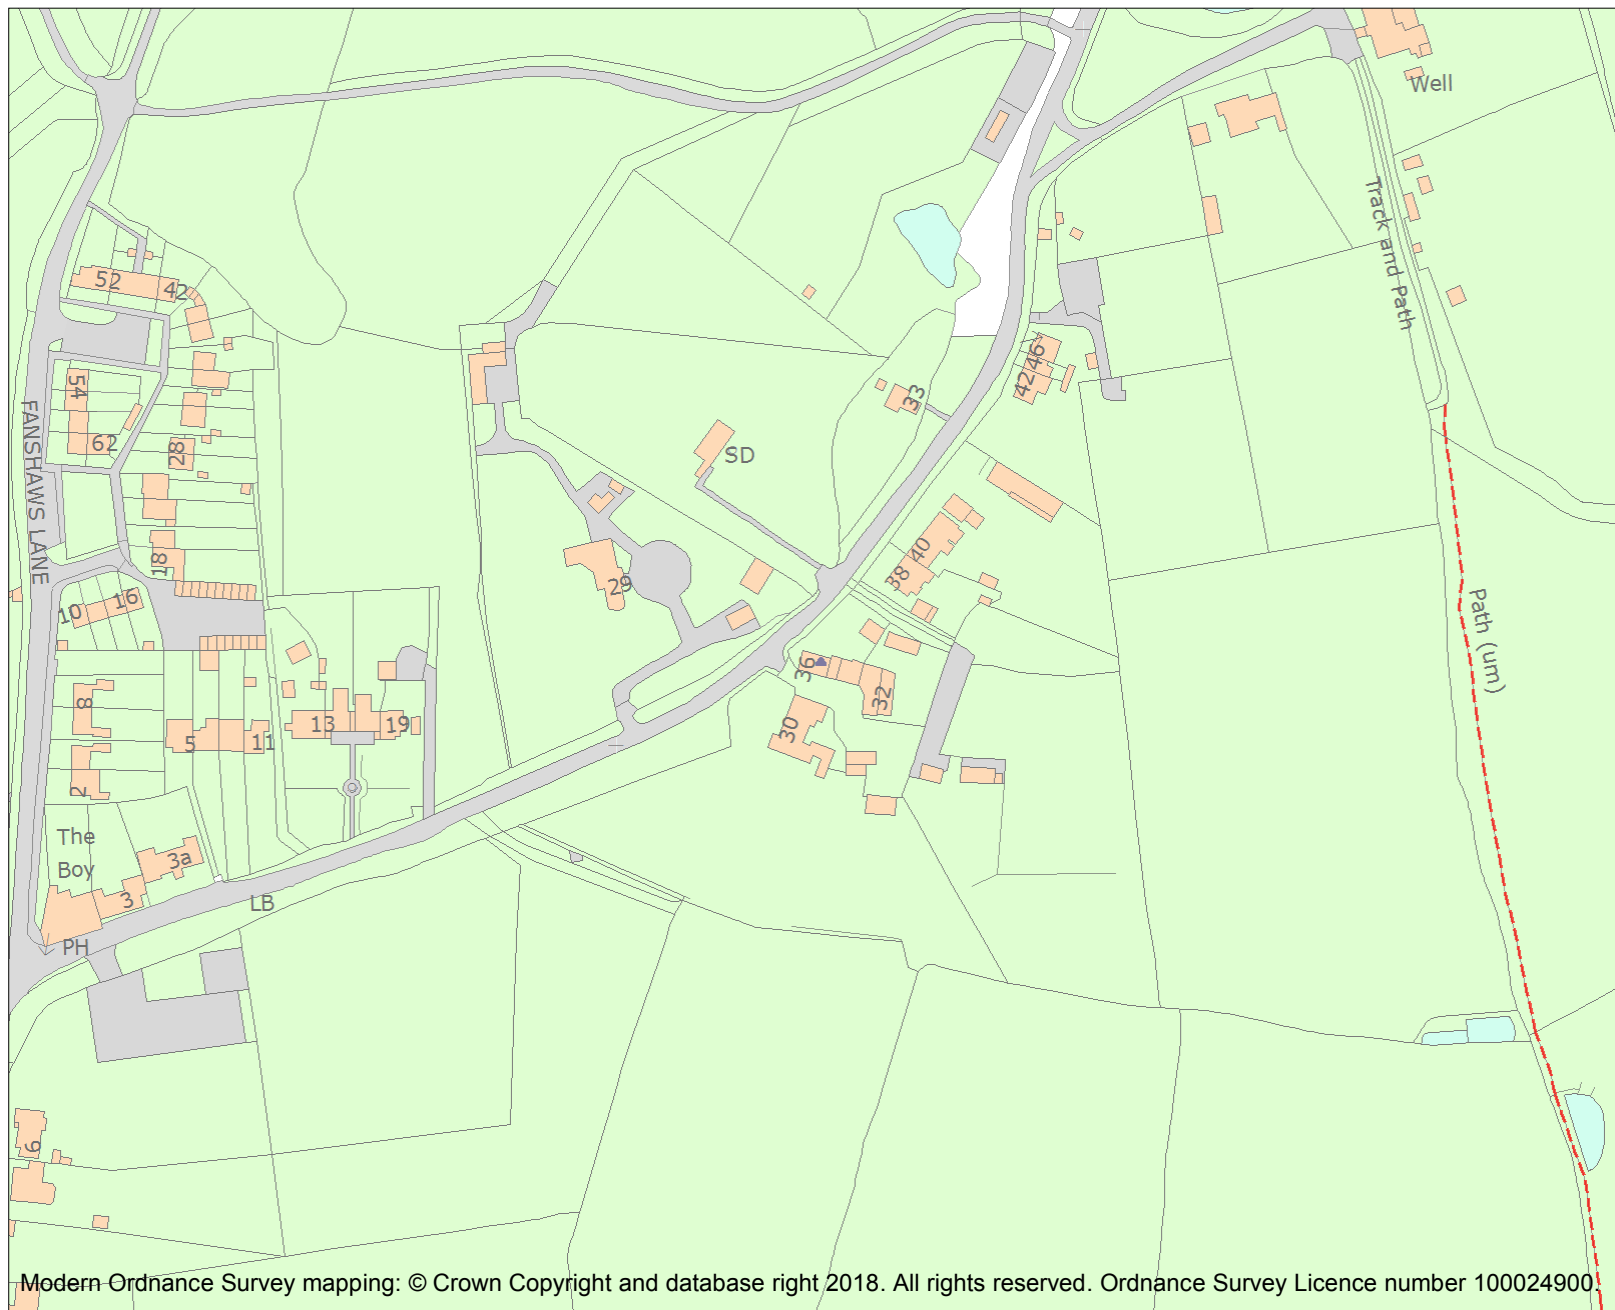 Well
Track and Path
52
42
46
42
54
33
FANSHAWS LANE
62
28
SD
40
18
38
29
10
16
Path (um)
36
32
8
13
19
30
5
11
2
The
Boy
3a
3
LB
PH
6
Modern Ordnance Survey mapping: © Crown Copyright and database right 2018. All rights reserved. Ordnance Survey Licence number 100024900.